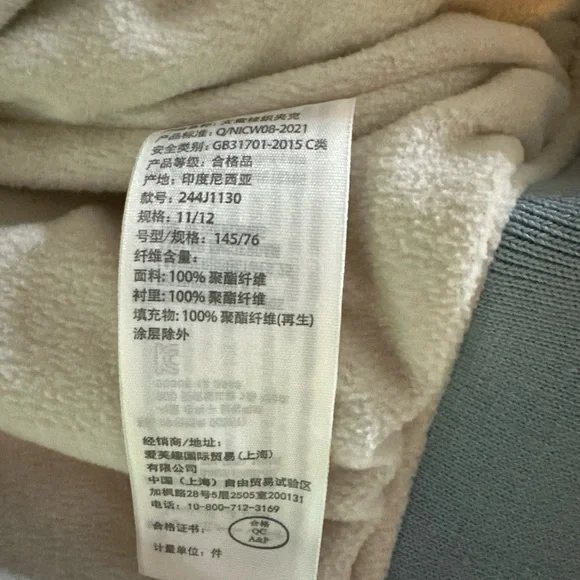 产品标准: Q/NICW08-2021
安全类别: GB31701-2015 C类
产品等级: 合格品
产地: 印度尼西亚
款号: 244J1130
规格: 11/12
号型/规格: 145/76
纤维含量:
面料: 100% 聚酯纤维
衬里: 100% 聚酯纤维
填充物: 100% 聚酯纤维(再生)
涂层除外
经销商/地址:
爱芙趣国际贸易(上海)
有限公司
中国 (上海) 自由贸易试验区
加枫路28号5层2505室200131
电话: 10-800-712-3169
合格证书:
合格
QC
A&F
计量单位: 件